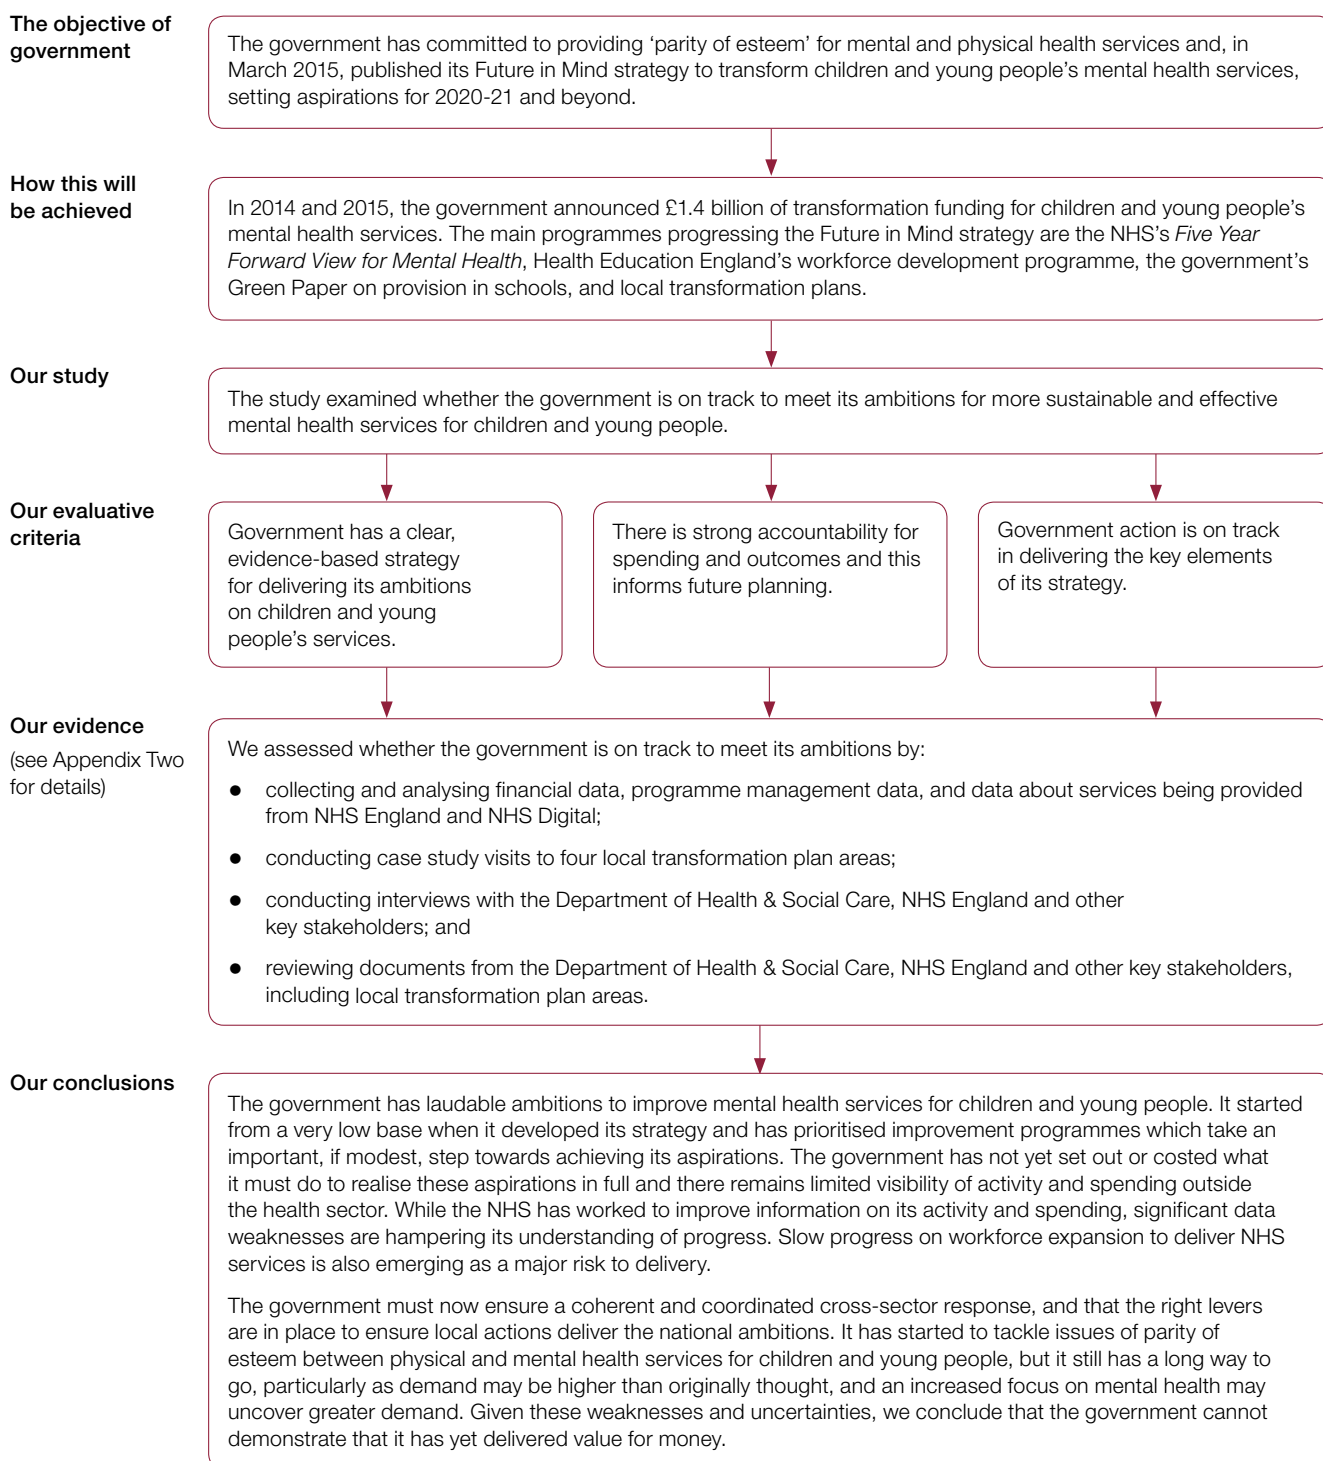 The objective of
government
The government has committed to providing ‘parity of esteem’ for mental and physical health services and, in
March 2015, published its Future in Mind strategy to transform children and young people’s mental health services,
setting aspirations for 2020-21 and beyond.
How this will
be achieved
In 2014 and 2015, the government announced £1.4 billion of transformation funding for children and young people’s
mental health services. The main programmes progressing the Future in Mind strategy are the NHS’s Five Year
Forward View for Mental Health, Health Education England’s workforce development programme, the government’s
Green Paper on provision in schools, and local transformation plans.
Our study
The study examined whether the government is on track to meet its ambitions for more sustainable and effective
mental health services for children and young people.
Our evaluative
criteria
Government has a clear,
evidence-based strategy
for delivering its ambitions
on children and young
people’s services.
There is strong accountability for
spending and outcomes and this
informs future planning.
Government action is on track
in delivering the key elements
of its strategy.
Our evidence
(see Appendix Two
for details)
We assessed whether the government is on track to meet its ambitions by:
● collecting and analysing financial data, programme management data, and data about services being provided
from NHS England and NHS Digital;
● conducting case study visits to four local transformation plan areas;
● conducting interviews with the Department of Health & Social Care, NHS England and other
key stakeholders; and
● reviewing documents from the Department of Health & Social Care, NHS England and other key stakeholders,
including local transformation plan areas.
Our conclusions
The government has laudable ambitions to improve mental health services for children and young people. It started
from a very low base when it developed its strategy and has prioritised improvement programmes which take an
important, if modest, step towards achieving its aspirations. The government has not yet set out or costed what
it must do to realise these aspirations in full and there remains limited visibility of activity and spending outside
the health sector. While the NHS has worked to improve information on its activity and spending, significant data
weaknesses are hampering its understanding of progress. Slow progress on workforce expansion to deliver NHS
services is also emerging as a major risk to delivery.
The government must now ensure a coherent and coordinated cross-sector response, and that the right levers
are in place to ensure local actions deliver the national ambitions. It has started to tackle issues of parity of
esteem between physical and mental health services for children and young people, but it still has a long way to
go, particularly as demand may be higher than originally thought, and an increased focus on mental health may
uncover greater demand. Given these weaknesses and uncertainties, we conclude that the government cannot
demonstrate that it has yet delivered value for money.